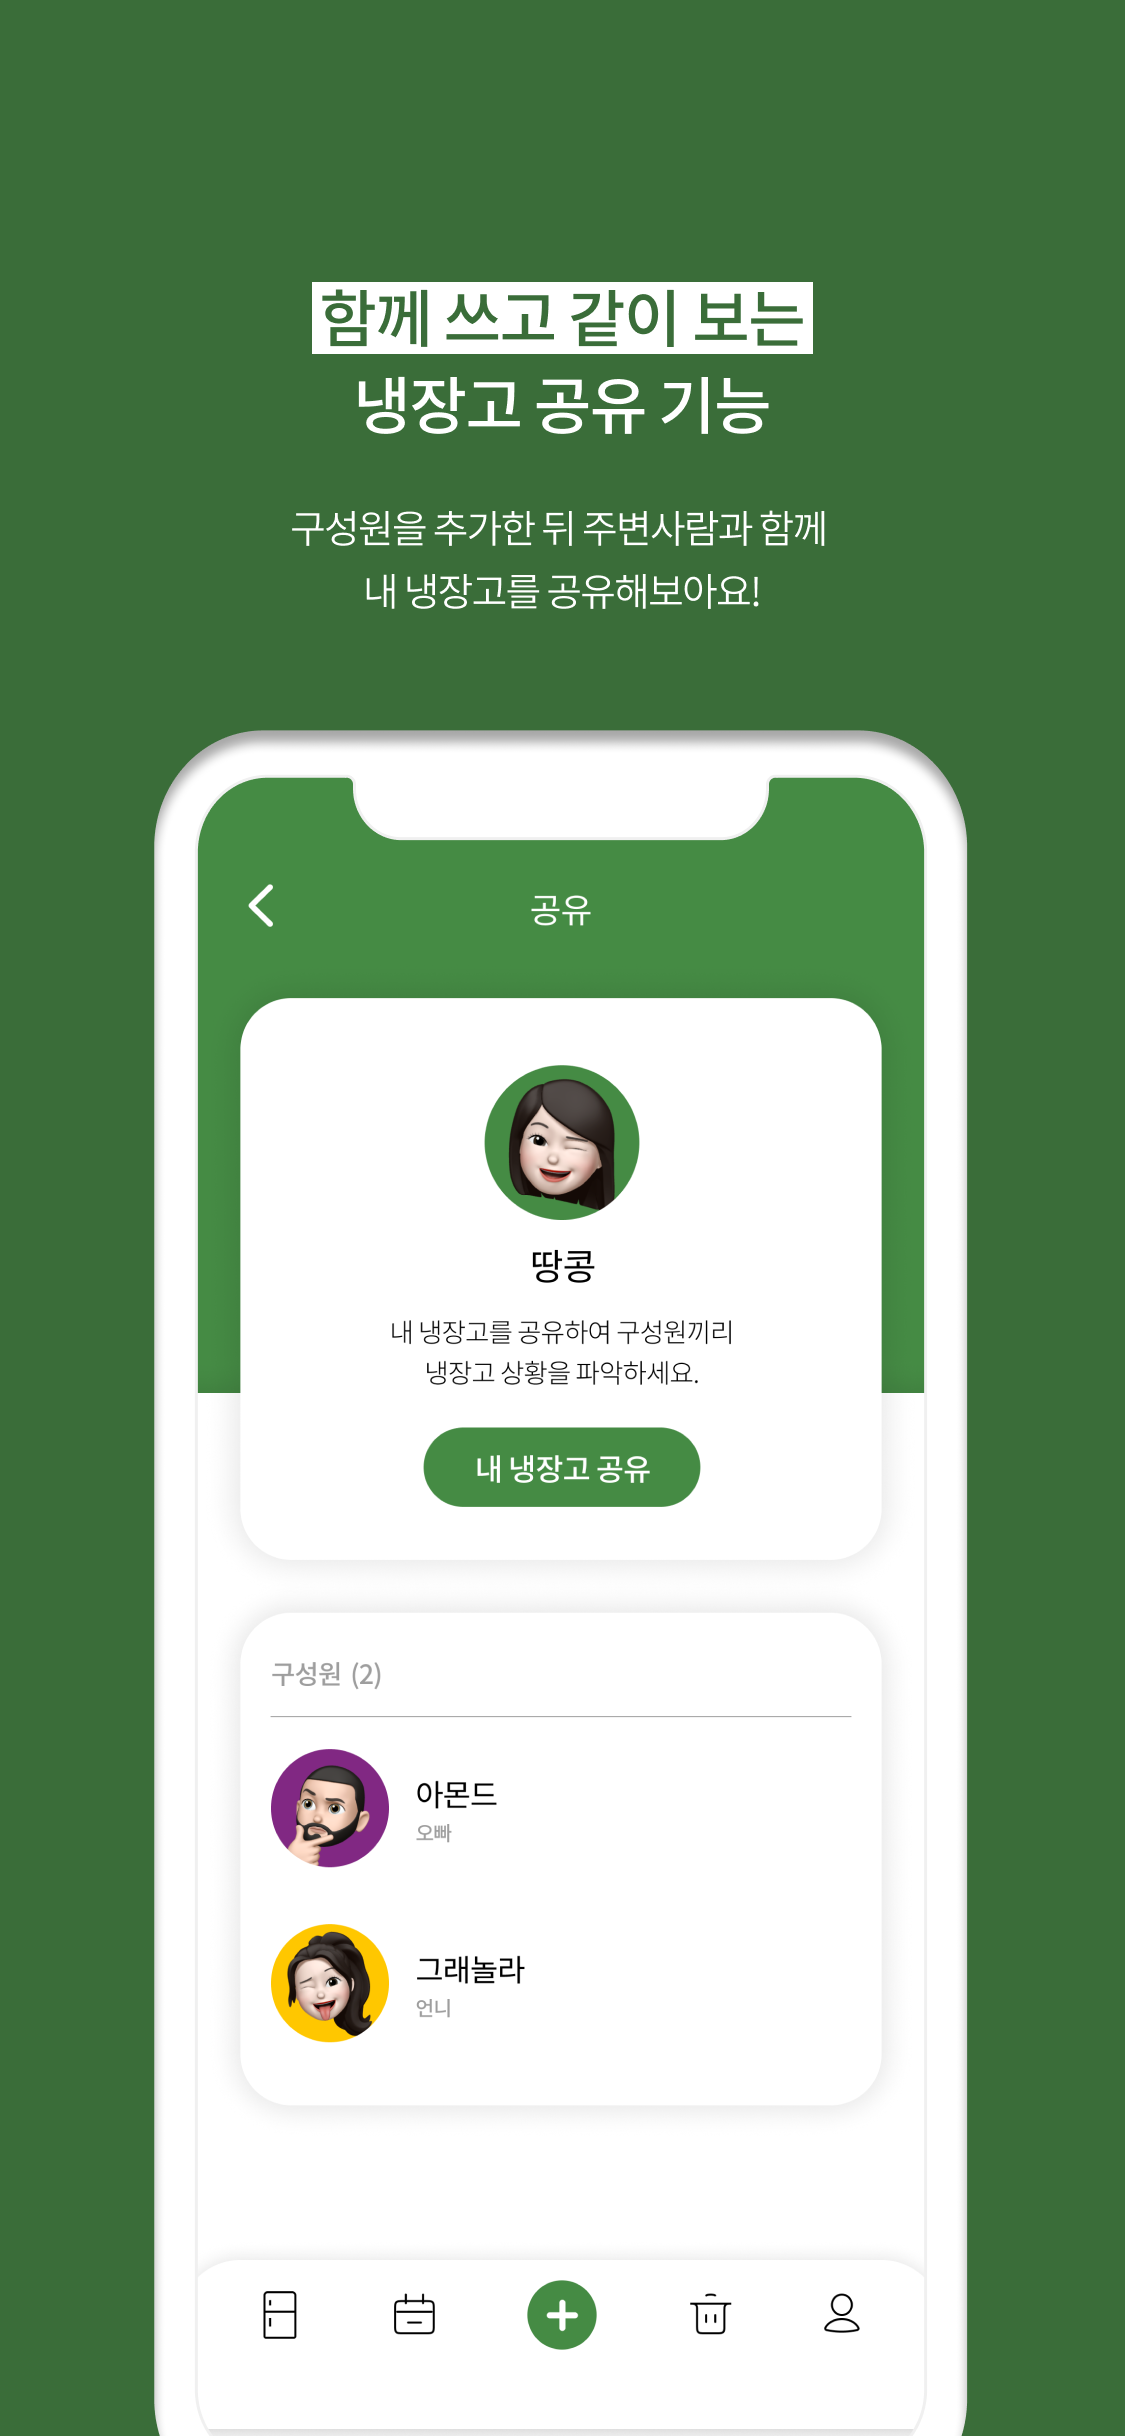 함께 쓰고 같이 보는
냉장고 공유 기능
구성원을 추가한 뒤 주변사람과 함께
내 냉장고를 공유해보아요!
공유
땅콩
내 냉장고를 공유하여 구성원끼리
냉장고 상황을 파악하세요.
내 냉장고 공유
구성원 (2)
아몬드
오빠
그래놀라
언니